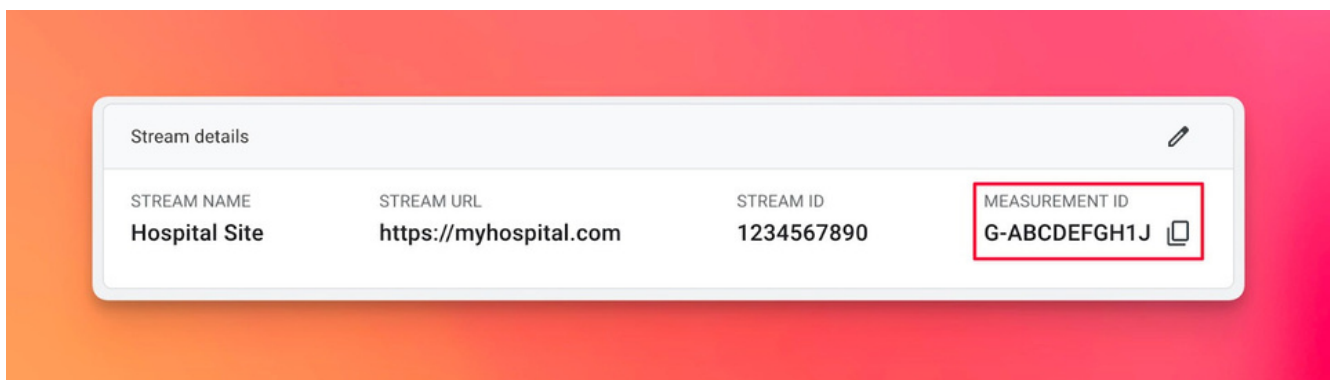 Stream details
STREAM NAME STREAM URL STREAM ID MEASUREMENT ID
Hospital Site https://myhospital.com 1234567890 G-ABCDEFGH1J